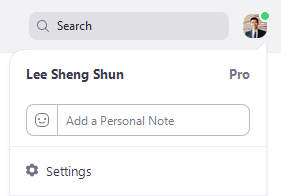 Search
Lee Sheng Shun Pro
Add a Personal Note
Settings